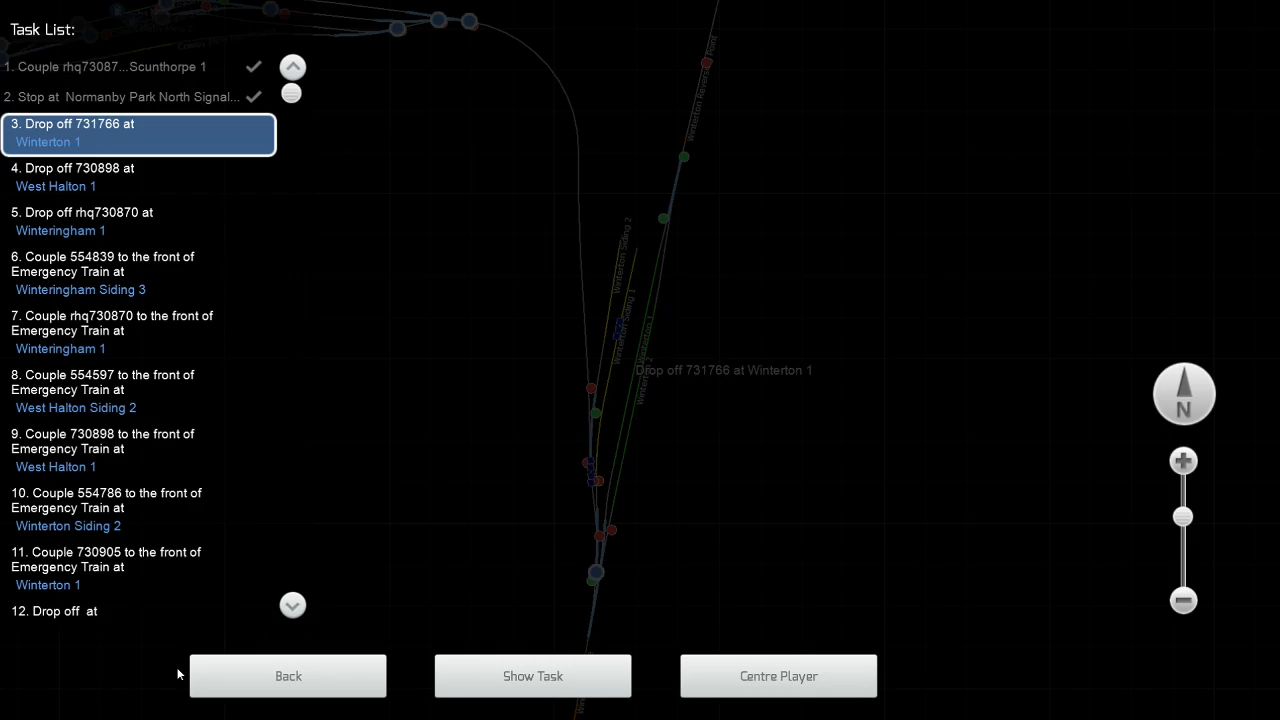 Task List:
1. Couple rhq73087...Scunthorpe 1
2. Stop at  Normanby Park North Signal...
3. Drop off 731766 at
Winterton 1
4. Drop off 730898 at
West Halton 1
5. Drop off rhq730870 at
Winteringham 1
6. Couple 554839 to the front of
Emergency Train at
Winteringham Siding 3
7. Couple rhq730870 to the front of
Emergency Train at
Winteringham 1
8. Couple 554597 to the front of
Emergency Train at
West Halton Siding 2
9. Couple 730898 to the front of
Emergency Train at
West Halton 1
10. Couple 554786 to the front of
Emergency Train at
Winterton Siding 2
11. Couple 730905 to the front of
Emergency Train at
Winterton 1
12. Drop off  at
Winterton Reversal Point
Winterton Siding 2
Winterton Siding 1
Winterton 1
Winterton 2
Drop off 731766 at Winterton 1
N
Back
Show Task
Centre Player